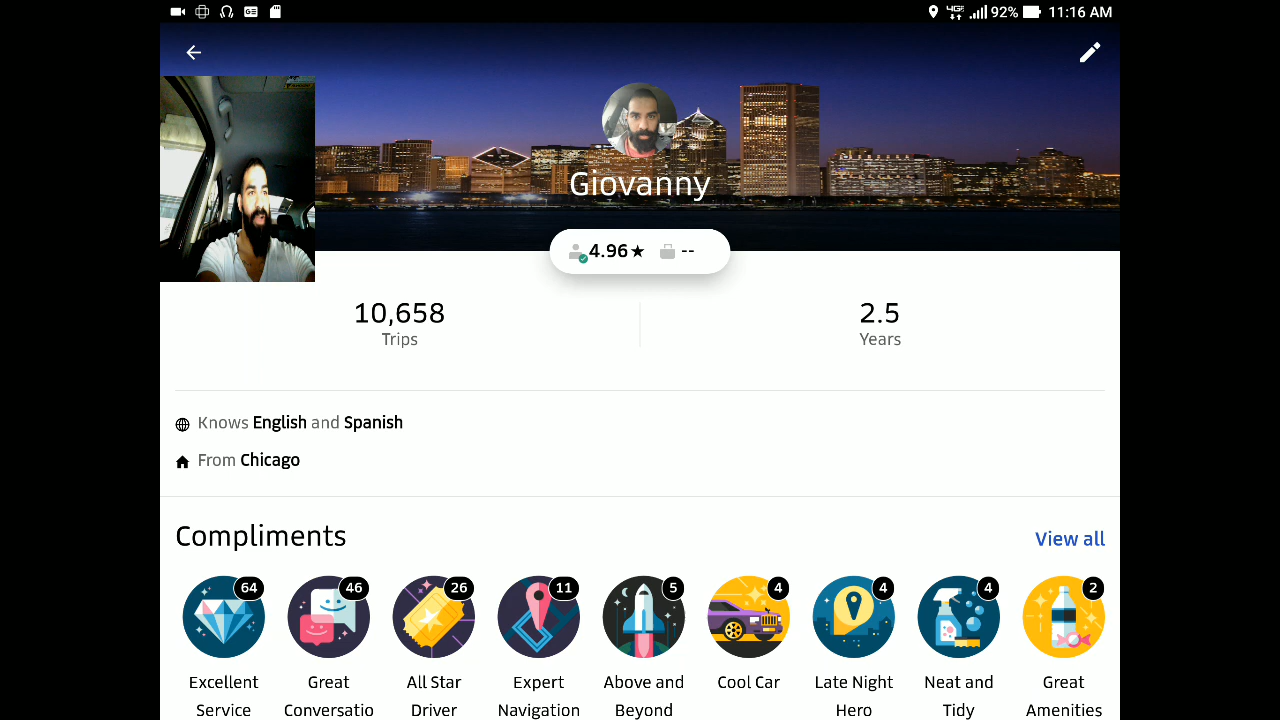 92% 11:16 AM
Giovanny
4.96★ --
10,658
Trips
2.5
Years
Knows English and Spanish
From Chicago
Compliments
View all
64
46
26
11
5
4
4
4
2
Excellent
Service
Great
Conversatio
All Star
Driver
Expert
Navigation
Above and
Beyond
Cool Car
Late Night
Hero
Neat and
Tidy
Great
Amenities